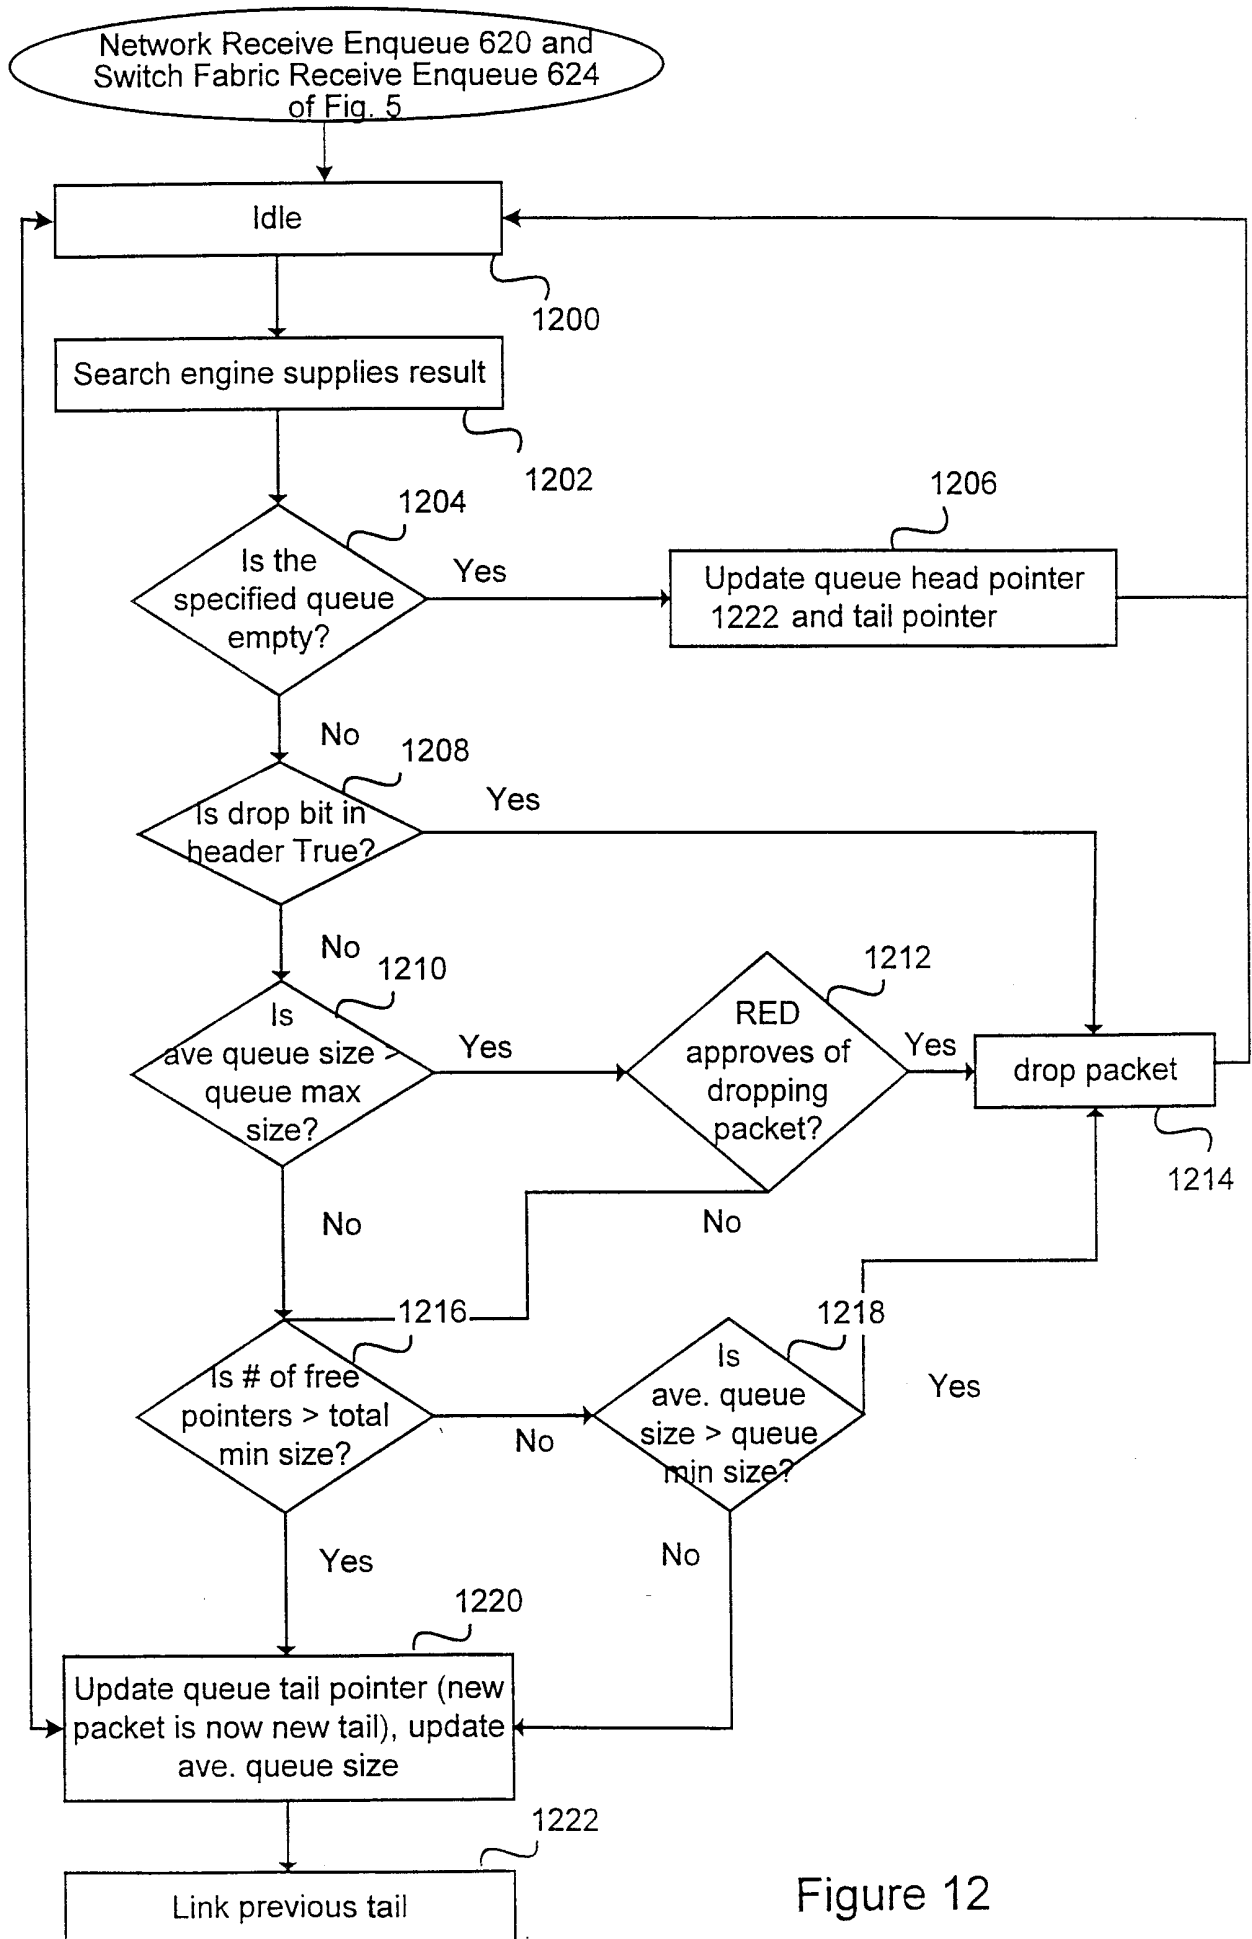 Network Receive Enqueue 620 and
Switch Fabric Receive Enqueue 624
of Fig. 5
Idle
1200
Search engine supplies result
1202
1204
Is the
specified queue
empty?
Yes
1206
Update queue head pointer
1222 and tail pointer
No
1208
Is drop bit in
header True?
Yes
No
1210
Is
ave queue size >
queue max
size?
Yes
1212
RED
approves of
dropping
packet?
Yes
drop packet
1214
No
No
1216
Is # of free
pointers > total
min size?
No
1218
Is
ave. queue
size > queue
min size?
Yes
No
Yes
1220
Update queue tail pointer (new
packet is now new tail), update
ave. queue size
1222
Link previous tail
Figure 12